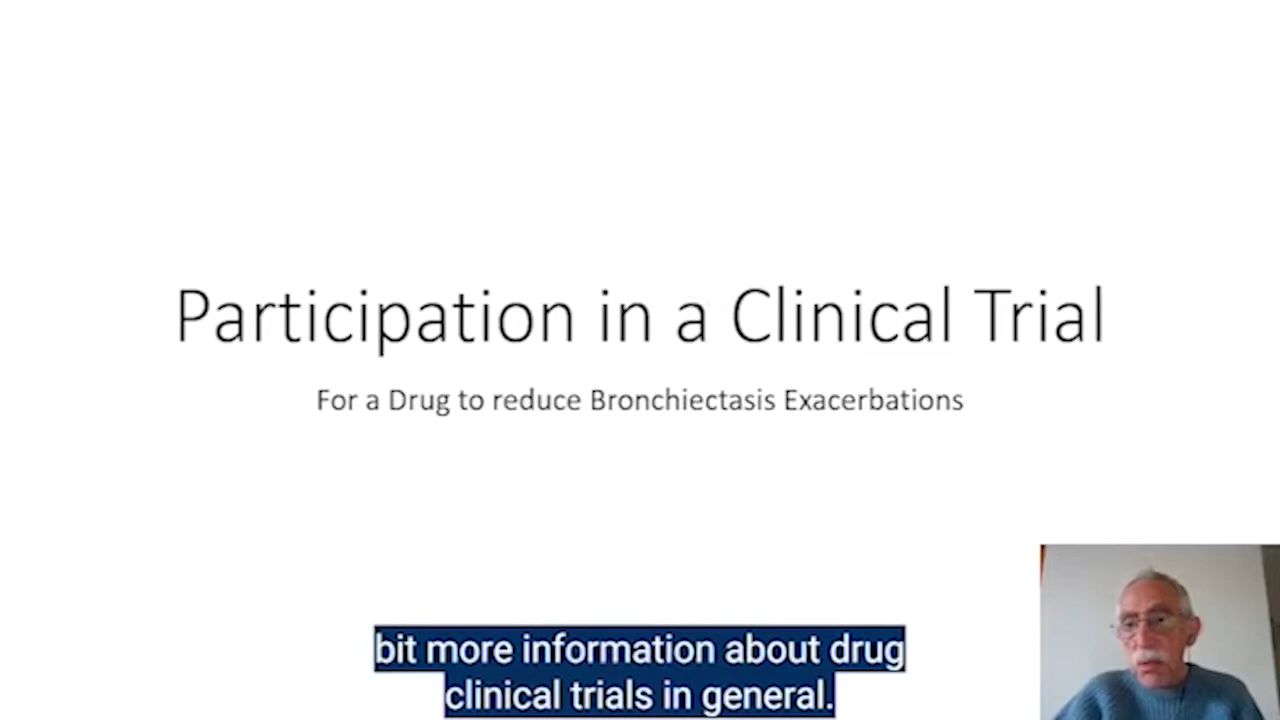 Participation in a Clinical Trial
For a Drug to reduce Bronchiectasis Exacerbations
bit more information about drug
clinical trials in general.